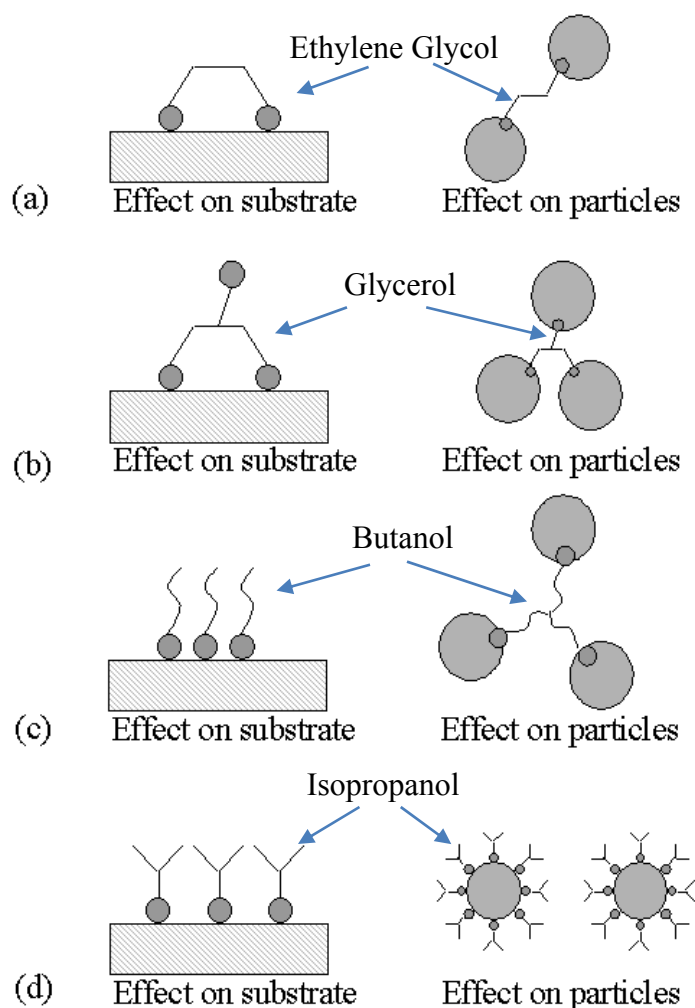 Ethylene Glycol
(a)
Effect on substrate
Effect on particles
Glycerol
(b)
Effect on substrate
Effect on particles
Butanol
(c)
Effect on substrate
Effect on particles
Isopropanol
(d)
Effect on substrate
Effect on particles